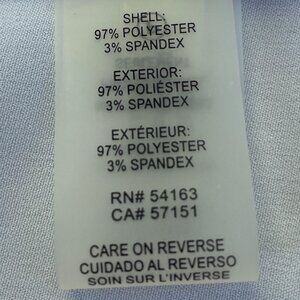 SHELL:
97% POLYESTER
3% SPANDEX
EXTERIOR:
97% POLIÉSTER
3% SPANDEX
EXTÉRIEUR:
97% POLYESTER
3% SPANDEX
RN# 54163
CA# 57151
CARE ON REVERSE
CUIDADO AL REVERSO
SOIN SUR L'INVERSE